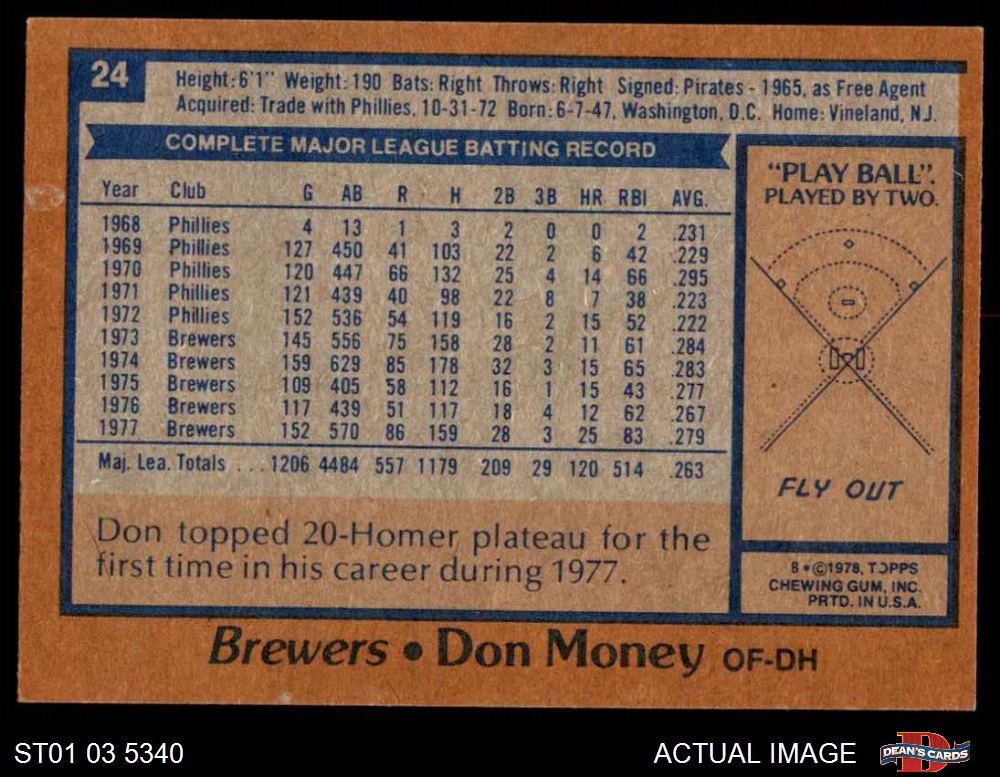 24
Height:6'1" Weight:190 Bats: Right Throws: Right Signed: Pirates - 1965, as Free Agent
Acquired: Trade with Phillies, 10-31-72 Born: 6-7-47, Washington, D.C. Home: Vineland, N.J.
COMPLETE MAJOR LEAGUE BATTING RECORD
Year Club G AB R H 2B 3B HR RBI AVG.
1968 Phillies 4 13 1 3 2 0 0 2 .231
1969 Phillies 127 450 41 103 22 2 6 42 .229
1970 Phillies 120 447 66 132 25 4 14 66 .295
1971 Phillies 121 439 40 98 22 8 7 38 .223
1972 Phillies 152 536 54 119 16 2 15 52 .222
1973 Brewers 145 556 75 158 28 2 11 61 .284
1974 Brewers 159 629 85 178 32 3 15 65 .283
1975 Brewers 109 405 58 112 16 1 15 43 .277
1976 Brewers 117 439 51 117 18 4 12 62 .267
1977 Brewers 152 570 86 159 28 3 25 83 .279
Maj. Lea. Totals ... 1206 4484 557 1179 209 29 120 514 .263
Don topped 20-Homer plateau for the
first time in his career during 1977.
"PLAY BALL".
PLAYED BY TWO.
FLY OUT
B*©1978, TOPPS
CHEWING GUM, INC.
PRTD. IN U.S.A.
Brewers • Don Money OF-DH
ST01 03 5340
ACTUAL IMAGE
D
DEAN'S CARDS